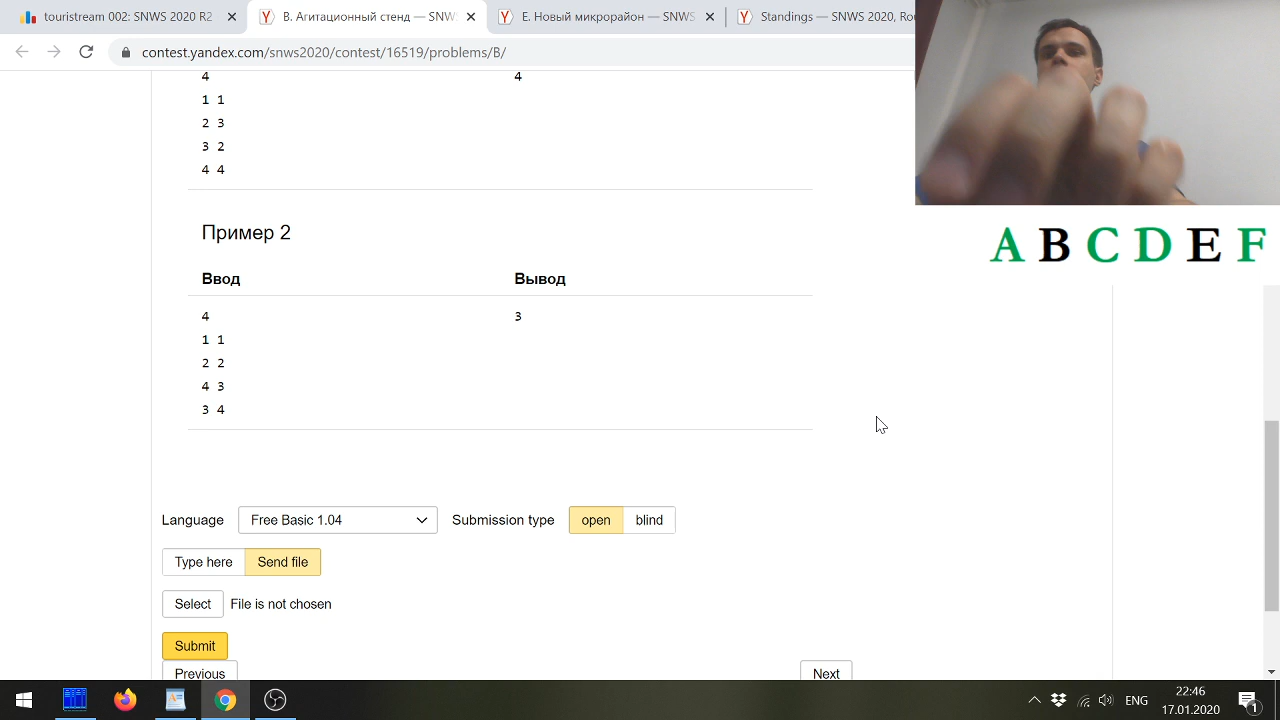 touristream 002: SNWS 2020 R2
B. Агитационный стенд — SNWS
E. Новый микрорайон — SNWS
Standings — SNWS 2020, Rou
contest.yandex.com/snws2020/contest/16519/problems/B/
4 4
1 1
2 3
3 2
4 4
A B C D E F
Пример 2
Ввод Вывод
4 3
1 1
2 2
4 3
3 4
Language Free Basic 1.04 Submission type open blind
Type here Send file
Select File is not chosen
Submit
Previous Next
ENG
22:46
17.01.2020
1